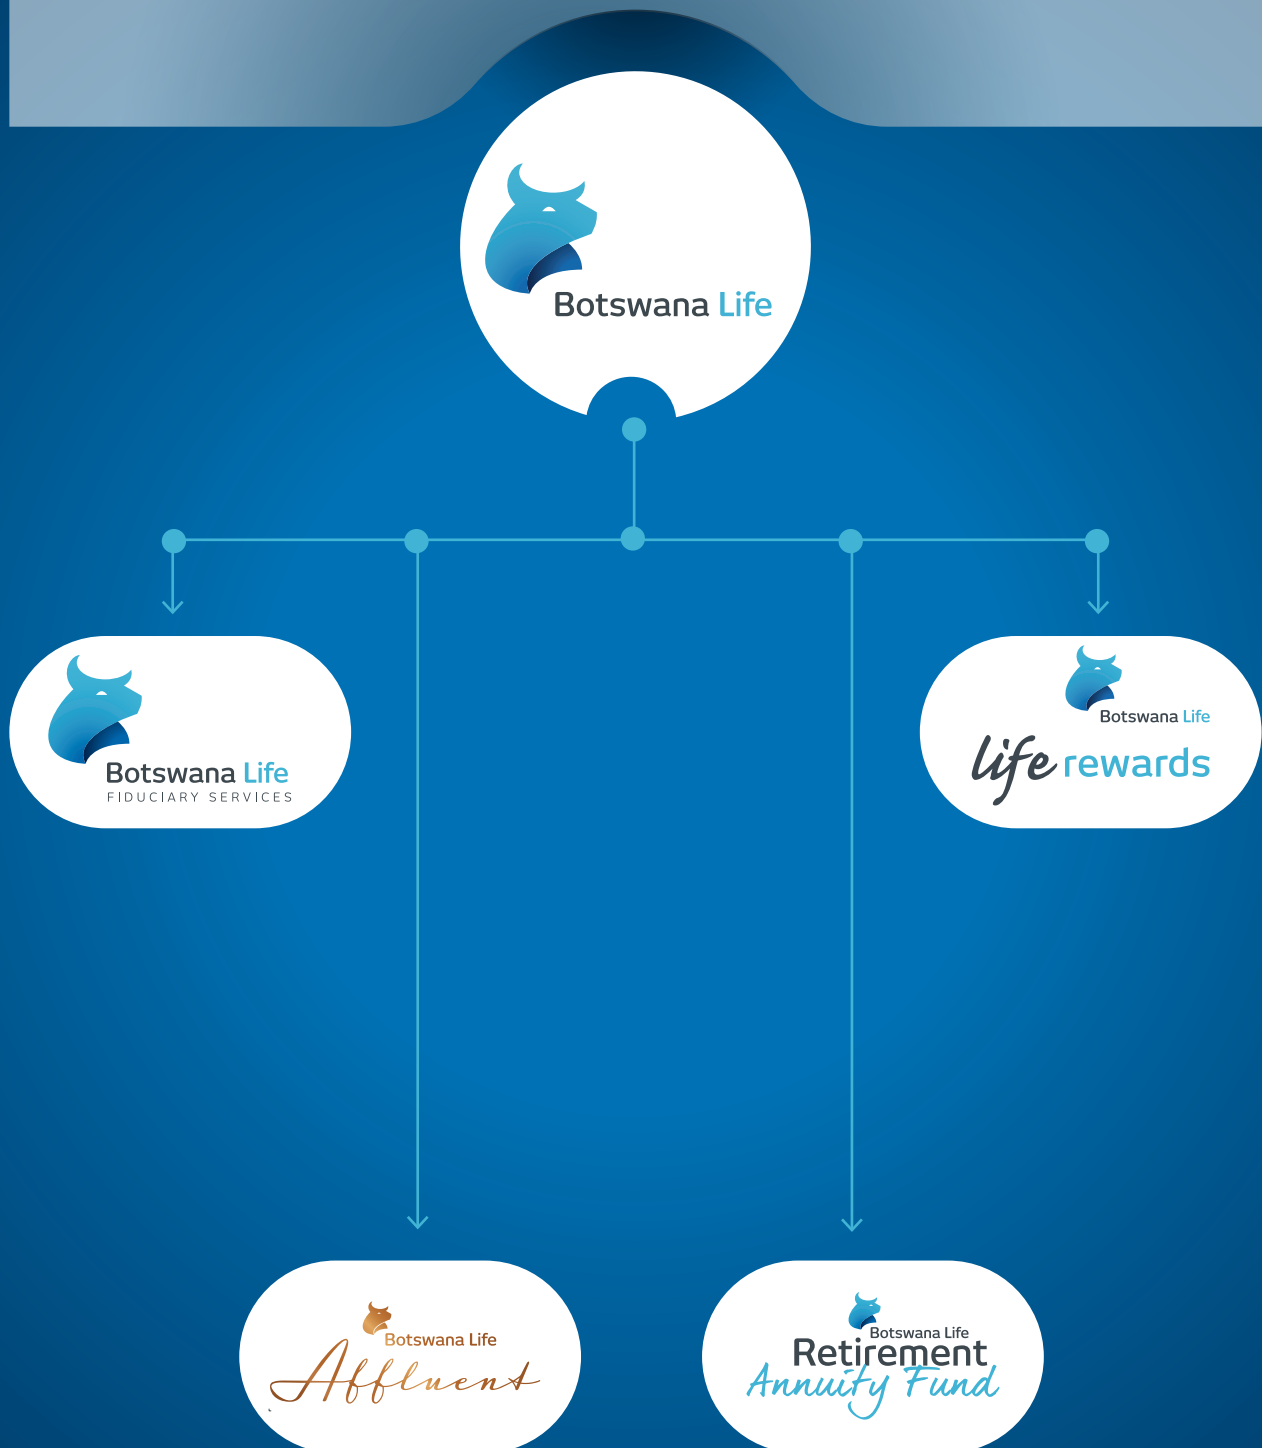 Botswana Life
Botswana Life
FIDUCIARY SERVICES
Botswana Life
life rewards
Botswana Life
Affluent
Botswana Life
Retirement
Annuity Fund